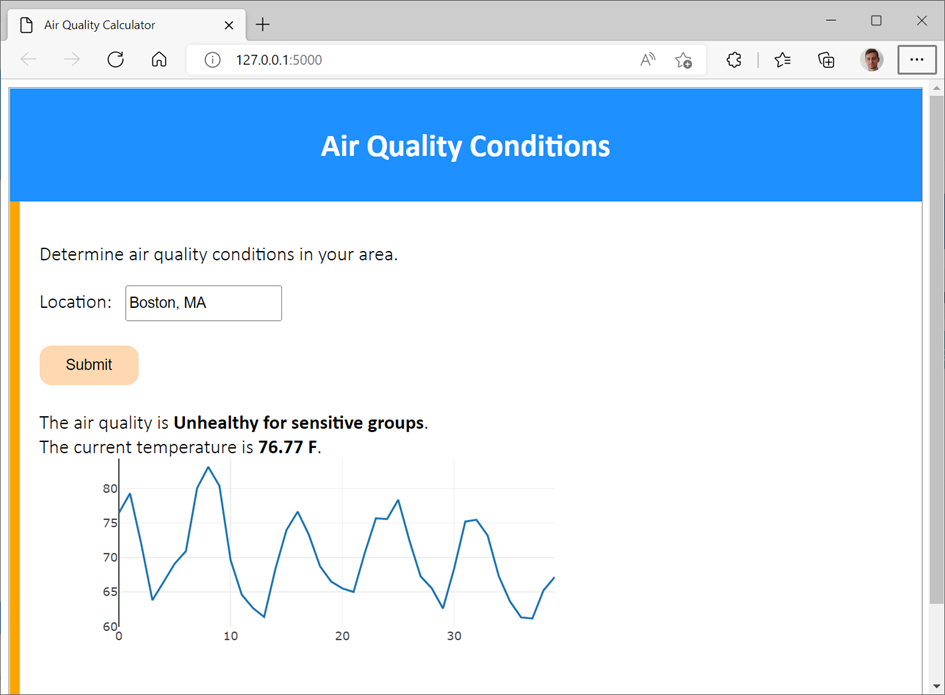 Air Quality Calculator
127.0.0.1:5000
Air Quality Conditions
Determine air quality conditions in your area.
Location: Boston, MA
Submit
The air quality is Unhealthy for sensitive groups.
The current temperature is 76.77 F.
80
75
70
65
60
0 10 20 30